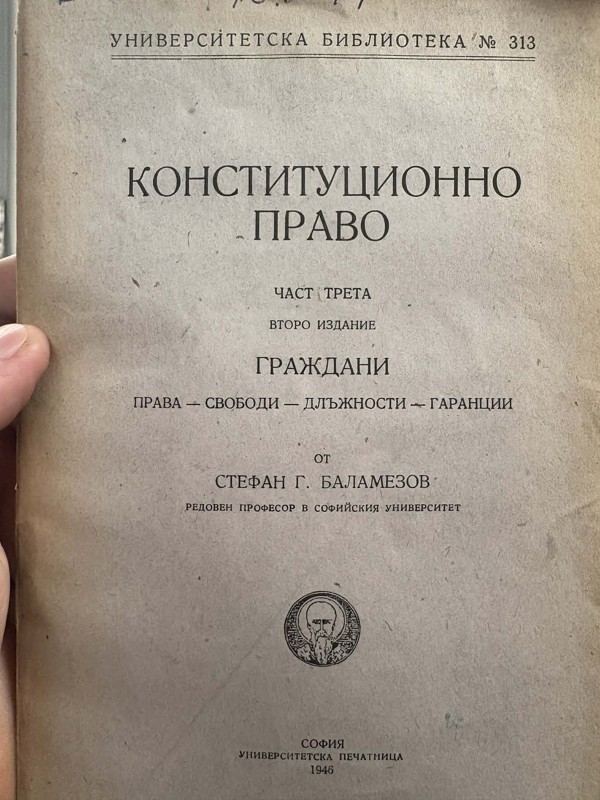 УНИВЕРСИТЕТСКА БИБЛИОТЕКА № 313
КОНСТИТУЦИОННО
ПРАВО
ЧАСТ ТРЕТА
ВТОРО ИЗДАНИЕ
ГРАЖДАНИ
ПРАВА — СВОБОДИ — ДЛЪЖНОСТИ — ГАРАНЦИИ
ОТ
СТЕФАН Г. БАЛАМЕЗОВ
РЕДОВЕН ПРОФЕСОР В СОФИЙСКИЯ УНИВЕРСИТЕТ
СОФИЯ
УНИВЕРСИТЕТСКА ПЕЧАТНИЦА
1946